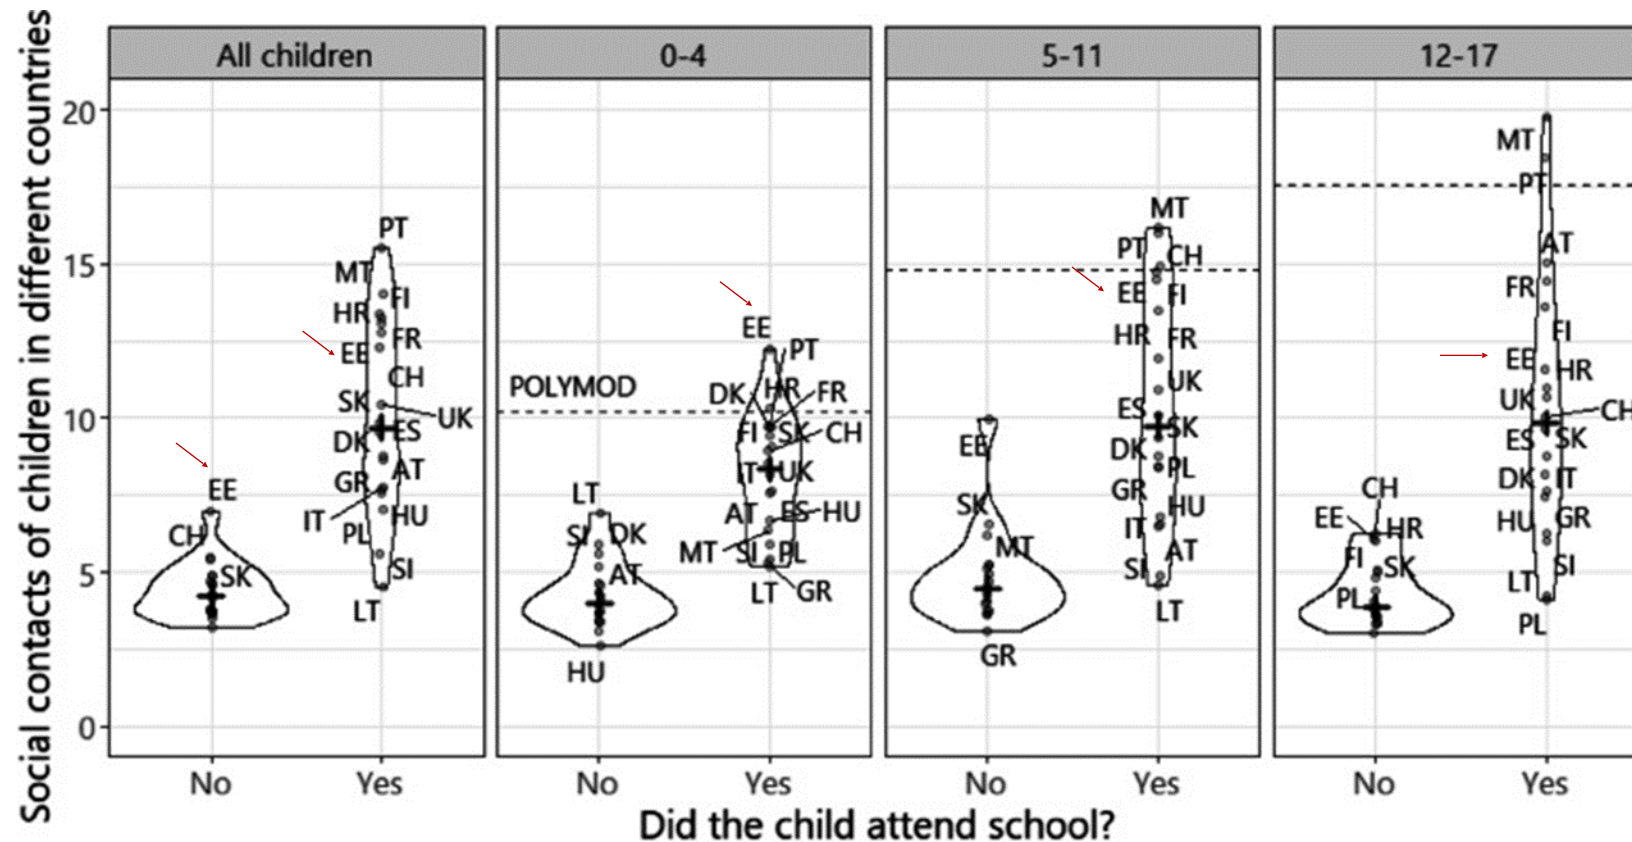 Social contacts of children in different countries
All children
0-4
5-11
12-17
20
15
10
5
0
EE
CH
SK
PT
MT
FI
HR
FR
EE
CH
SK
UK
ES
DK
AT
GR
IT
HU
PL
SI
LT
POLYMOD
LT
SI
DK
AT
HU
EE
PT
HR
DK
FR
FI
SK
CH
IT
UK
AT
ES
HU
MT
SI
PL
LT
GR
EE
SK
MT
GR
MT
PT
CH
EE
FI
HR
FR
UK
ES
SK
DK
PL
GR
HU
IT
AT
SI
LT
CH
EE
HR
FI
SK
PL
MT
PT
AT
FR
FI
EE
HR
UK
CH
ES
SK
DK
IT
HU
GR
SI
LT
PL
No
Yes
No
Yes
No
Yes
No
Yes
Did the child attend school?